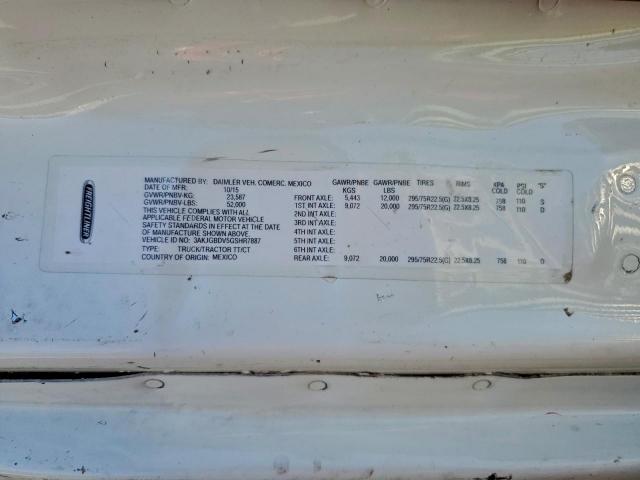 FREIGHTLINER
MANUFACTURED BY: DAIMLER VEH. COMERC. MEXICO GAWR/PNBE GAWR/PNBE TIRES RIMS KPA PSI "S"
DATE OF MFR: 10/15 KGS LBS COLD COLD "D"
GVWR/PNBV-KG: 23,587 FRONT AXLE: 5,443 12,000 295/75R22.5(G) 22.5X8.25 758 110 S
GVWR/PNBV-LBS: 52,000 1ST INT AXLE: 9,072 20,000 295/75R22.5(G) 22.5X8.25 758 110 D
THIS VEHICLE COMPLIES WITH ALL 2ND INT AXLE:
APPLICABLE FEDERAL MOTOR VEHICLE 3RD INT AXLE:
SAFETY STANDARDS IN EFFECT AT THE DATE 4TH INT AXLE:
OF MANUFACTURE SHOWN ABOVE. 5TH INT AXLE:
VEHICLE ID NO: 3AKJGBDV5GSHR7887 6TH INT AXLE:
TYPE: TRUCK/TRACTOR TT/CT REAR AXLE: 9,072 20,000 295/75R22.5(G) 22.5X8.25 758 110 D
COUNTRY OF ORIGIN: MEXICO